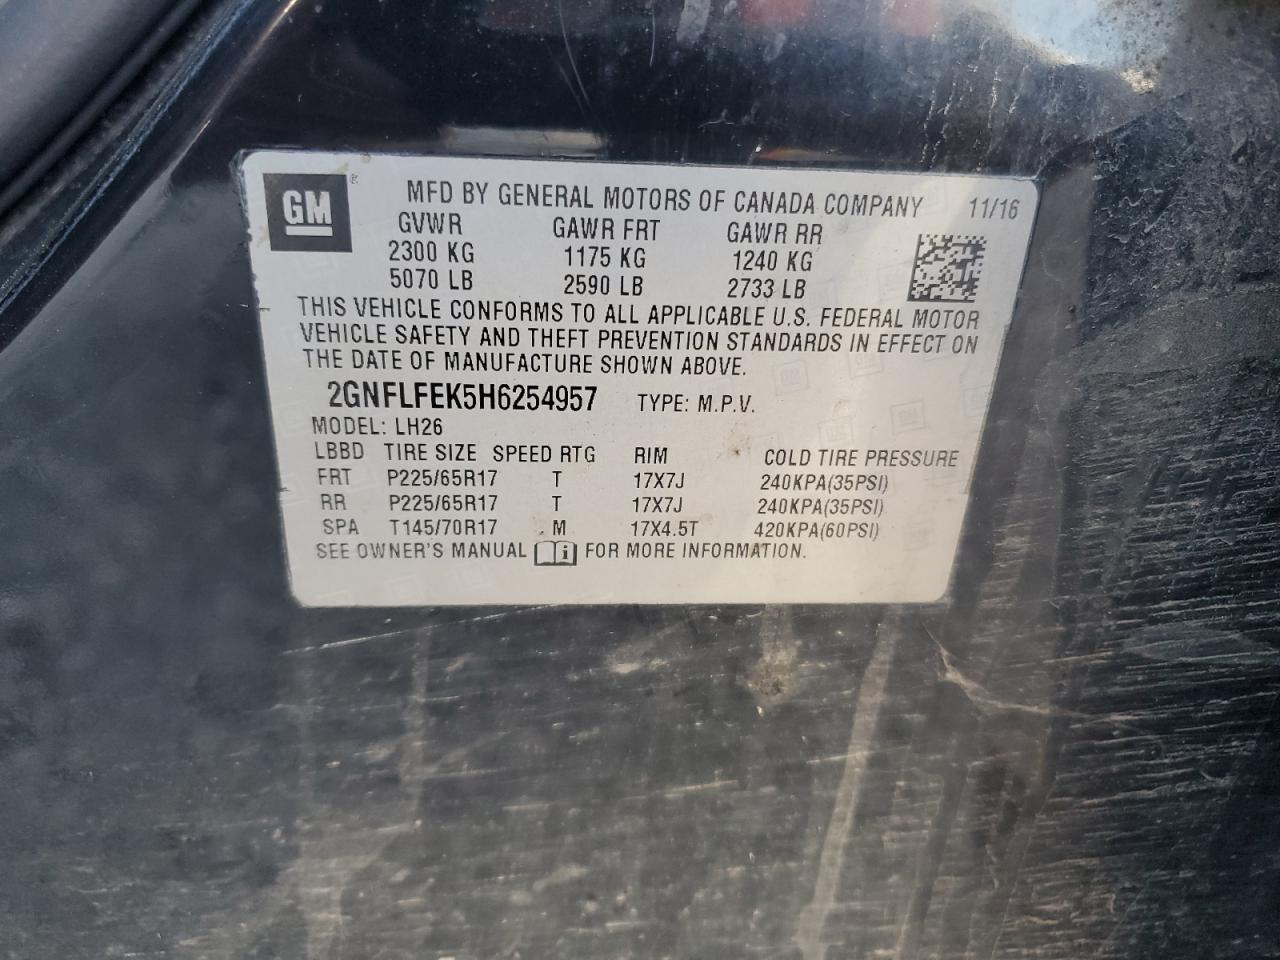 GM ® MFD BY GENERAL MOTORS OF CANADA COMPANY 11/16
GVWR GAWR FRT GAWR RR
2300 KG 1175 KG 1240 KG
5070 LB 2590 LB 2733 LB
THIS VEHICLE CONFORMS TO ALL APPLICABLE U.S. FEDERAL MOTOR
VEHICLE SAFETY AND THEFT PREVENTION STANDARDS IN EFFECT ON
THE DATE OF MANUFACTURE SHOWN ABOVE.
2GNFLFEK5H6254957 TYPE: M.P.V.
MODEL: LH26
LBBD TIRE SIZE SPEED RTG RIM COLD TIRE PRESSURE
FRT P225/65R17 T 17X7J 240KPA(35PSI)
RR P225/65R17 T 17X7J 240KPA(35PSI)
SPA T145/70R17 M 17X4.5T 420KPA(60PSI)
SEE OWNER'S MANUAL i FOR MORE INFORMATION.